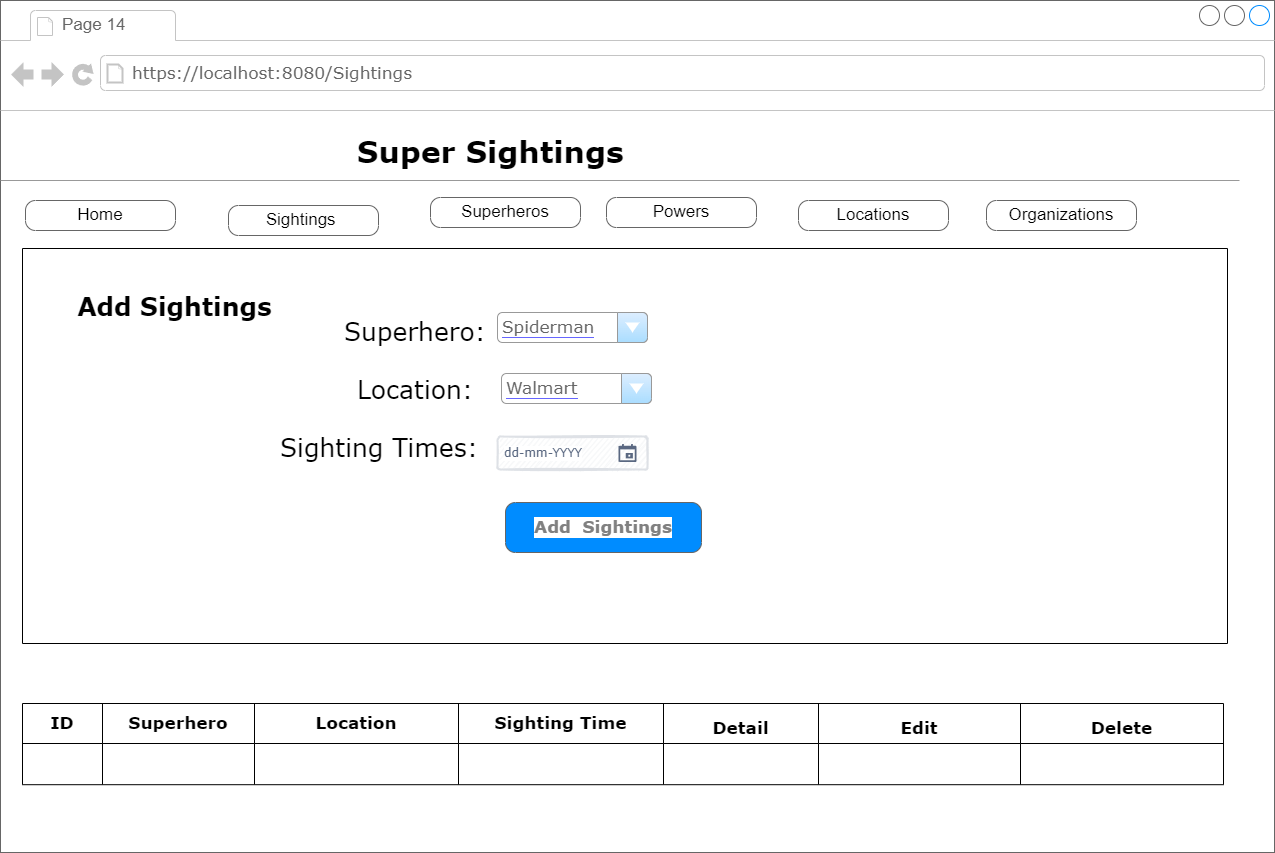 Page 14
https://localhost:8080/Sightings
Super Sightings
Home
Sightings
Superheros
Powers
Locations
Organizations
Add Sightings
Superhero:
Spiderman
Location:
Walmart
Sighting Times:
dd-mm-YYYY
Add Sightings
ID
Superhero
Location
Sighting Time
Detail
Edit
Delete